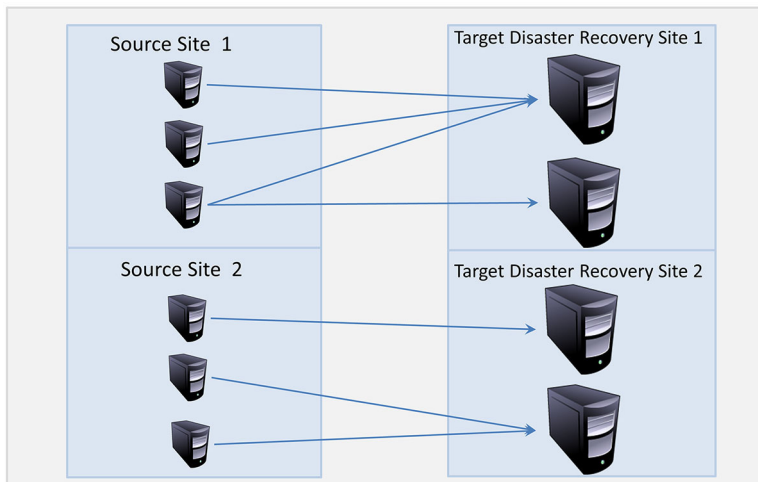 Source Site 1
Target Disaster Recovery Site 1
Source Site 2
Target Disaster Recovery Site 2